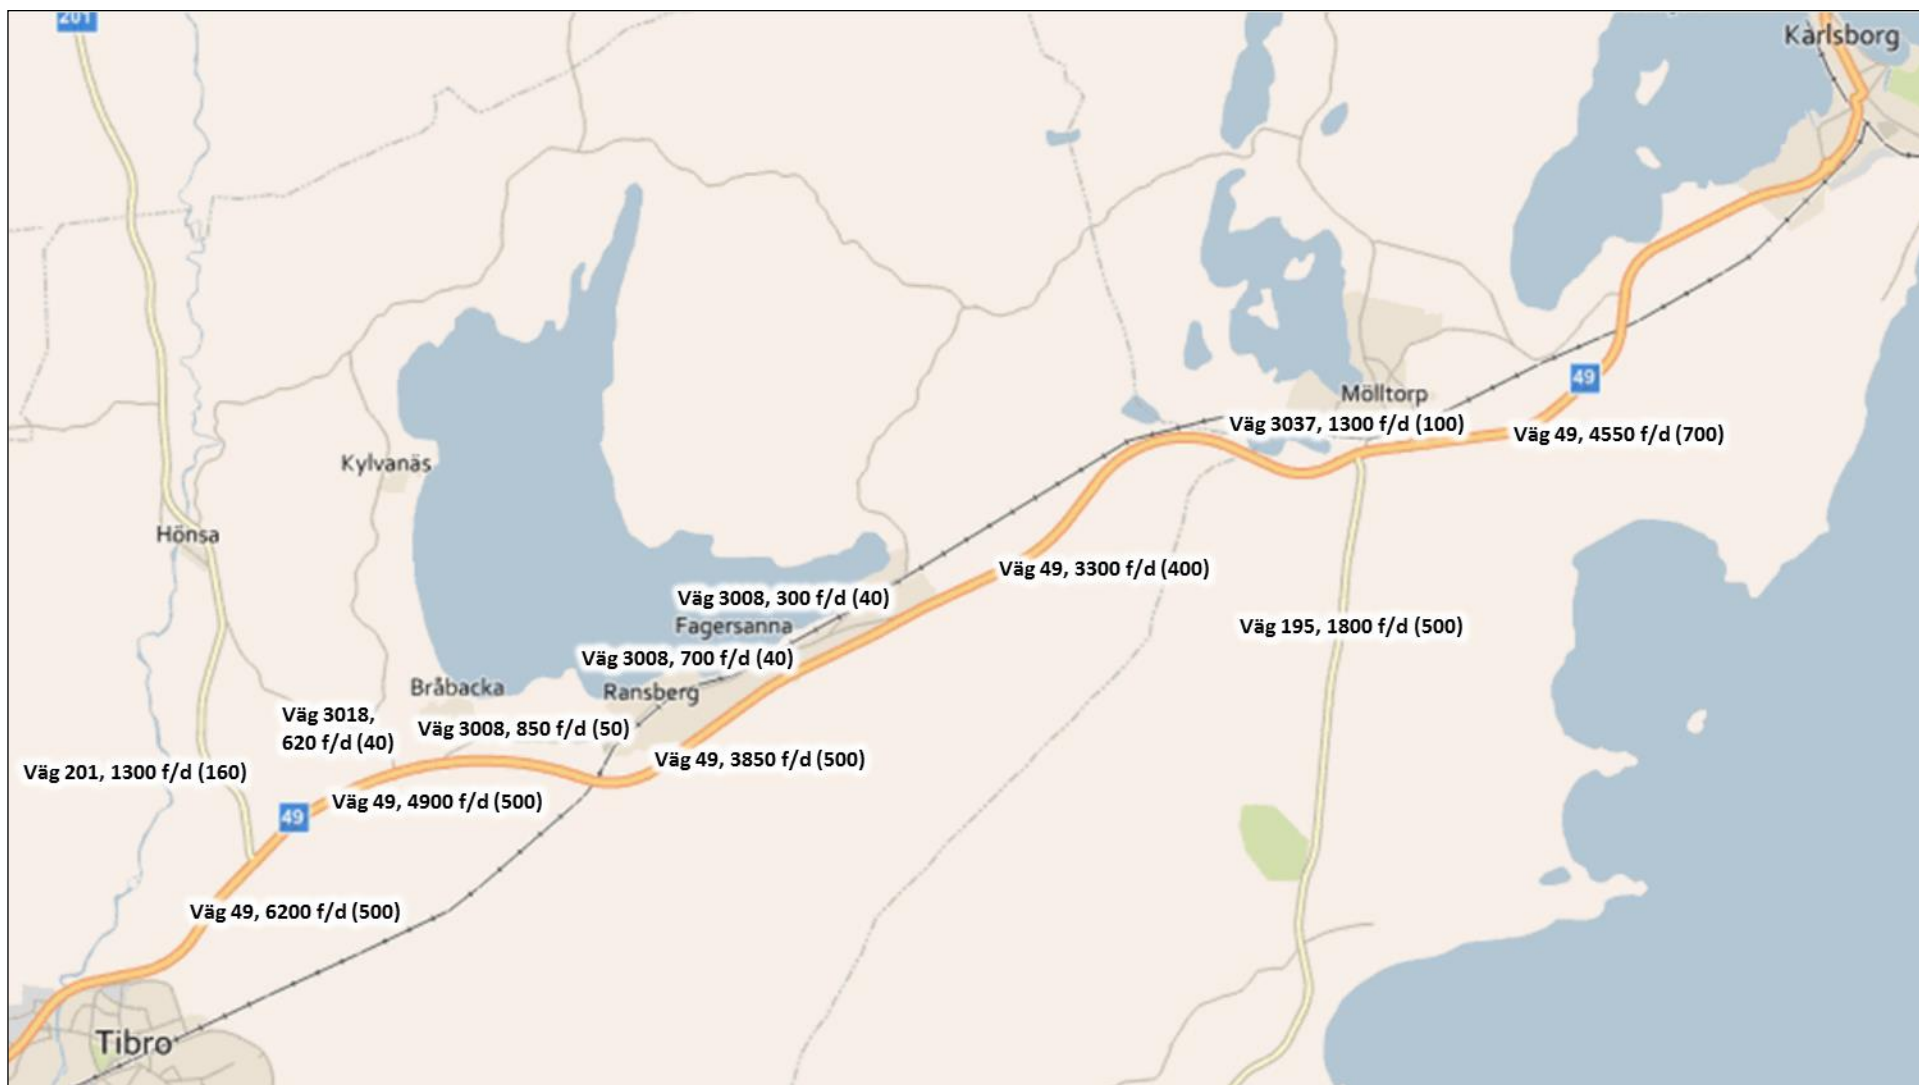 201
Karlsborg
49
Mölltorp
Väg 3037, 1300 f/d (100)
Väg 49, 4550 f/d (700)
Kylvanäs
Hönsa
Väg 49, 3300 f/d (400)
Väg 3008, 300 f/d (40)
Fagersanna
Väg 195, 1800 f/d (500)
Väg 3008, 700 f/d (40)
Bråbacka
Ransberg
Väg 3018,
620 f/d (40)
Väg 3008, 850 f/d (50)
Väg 49, 3850 f/d (500)
Väg 201, 1300 f/d (160)
Väg 49, 4900 f/d (500)
49
Väg 49, 6200 f/d (500)
Tibro